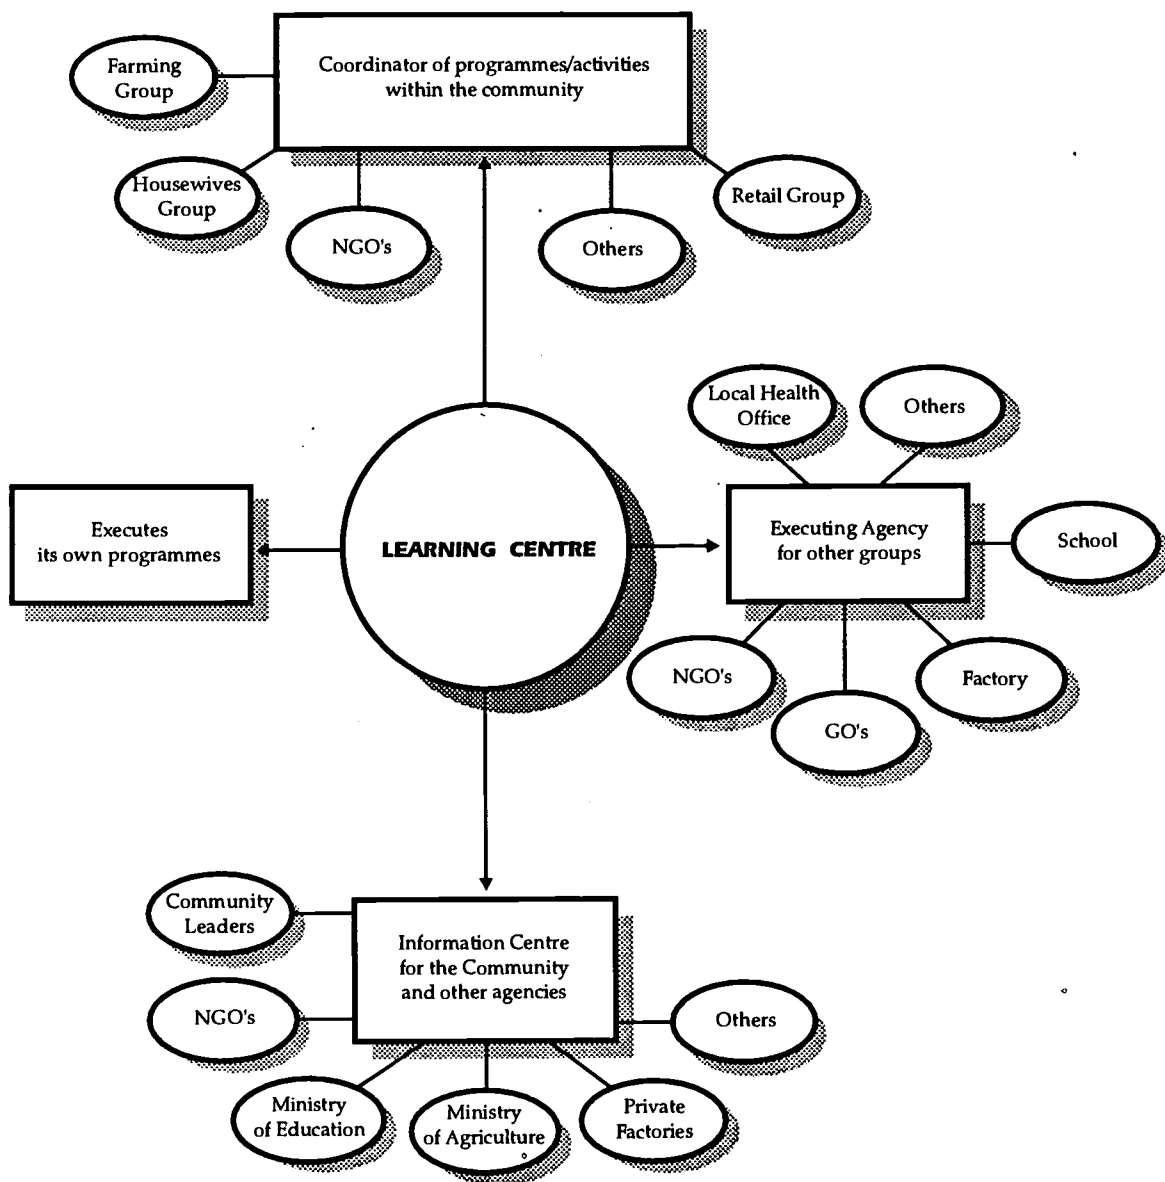 Coordinator of programmes/activities
within the community
Farming
Group
Housewives
Group
NGO's
Others
Retail Group
Local Health
Office
Others
Executes
its own programmes
LEARNING CENTRE
Executing Agency
for other groups
School
NGO's
GO's
Factory
Community
Leaders
Information Centre
for the Community
and other agencies
NGO's
Others
Ministry
of Education
Ministry
of Agriculture
Private
Factories